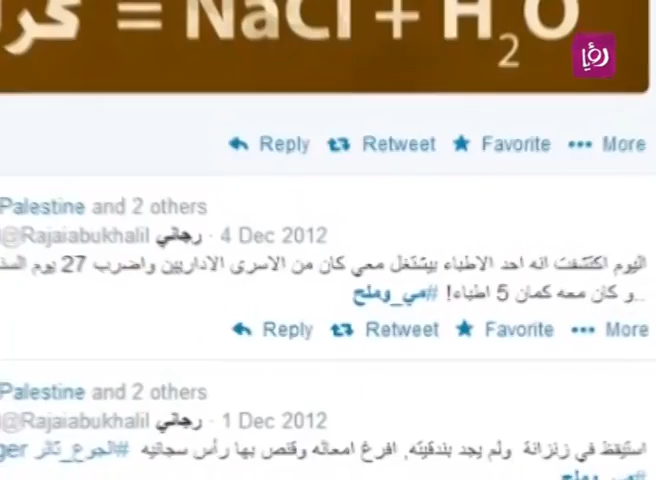 NaCl + H2O =
رؤيا
Reply Retweet Favorite More
Palestine and 2 others
@Rajaiabukhalil رجائي · 4 Dec 2012
اليوم اكتشفت انه احد الاطباء بيشتغل معي كان من الاسرى الاداريين واضرب 27 يوم
..و كان معه كمان 5 اطباء! #مي_وملح
Reply Retweet Favorite More
Palestine and 2 others
@Rajaiabukhalil رجائي · 1 Dec 2012
استيقظ في زنزانة ولم يجد بندقيته, افرغ امعائه وقنص بها رأس سجانيه #الجوع_ثائر
#مي_وملح